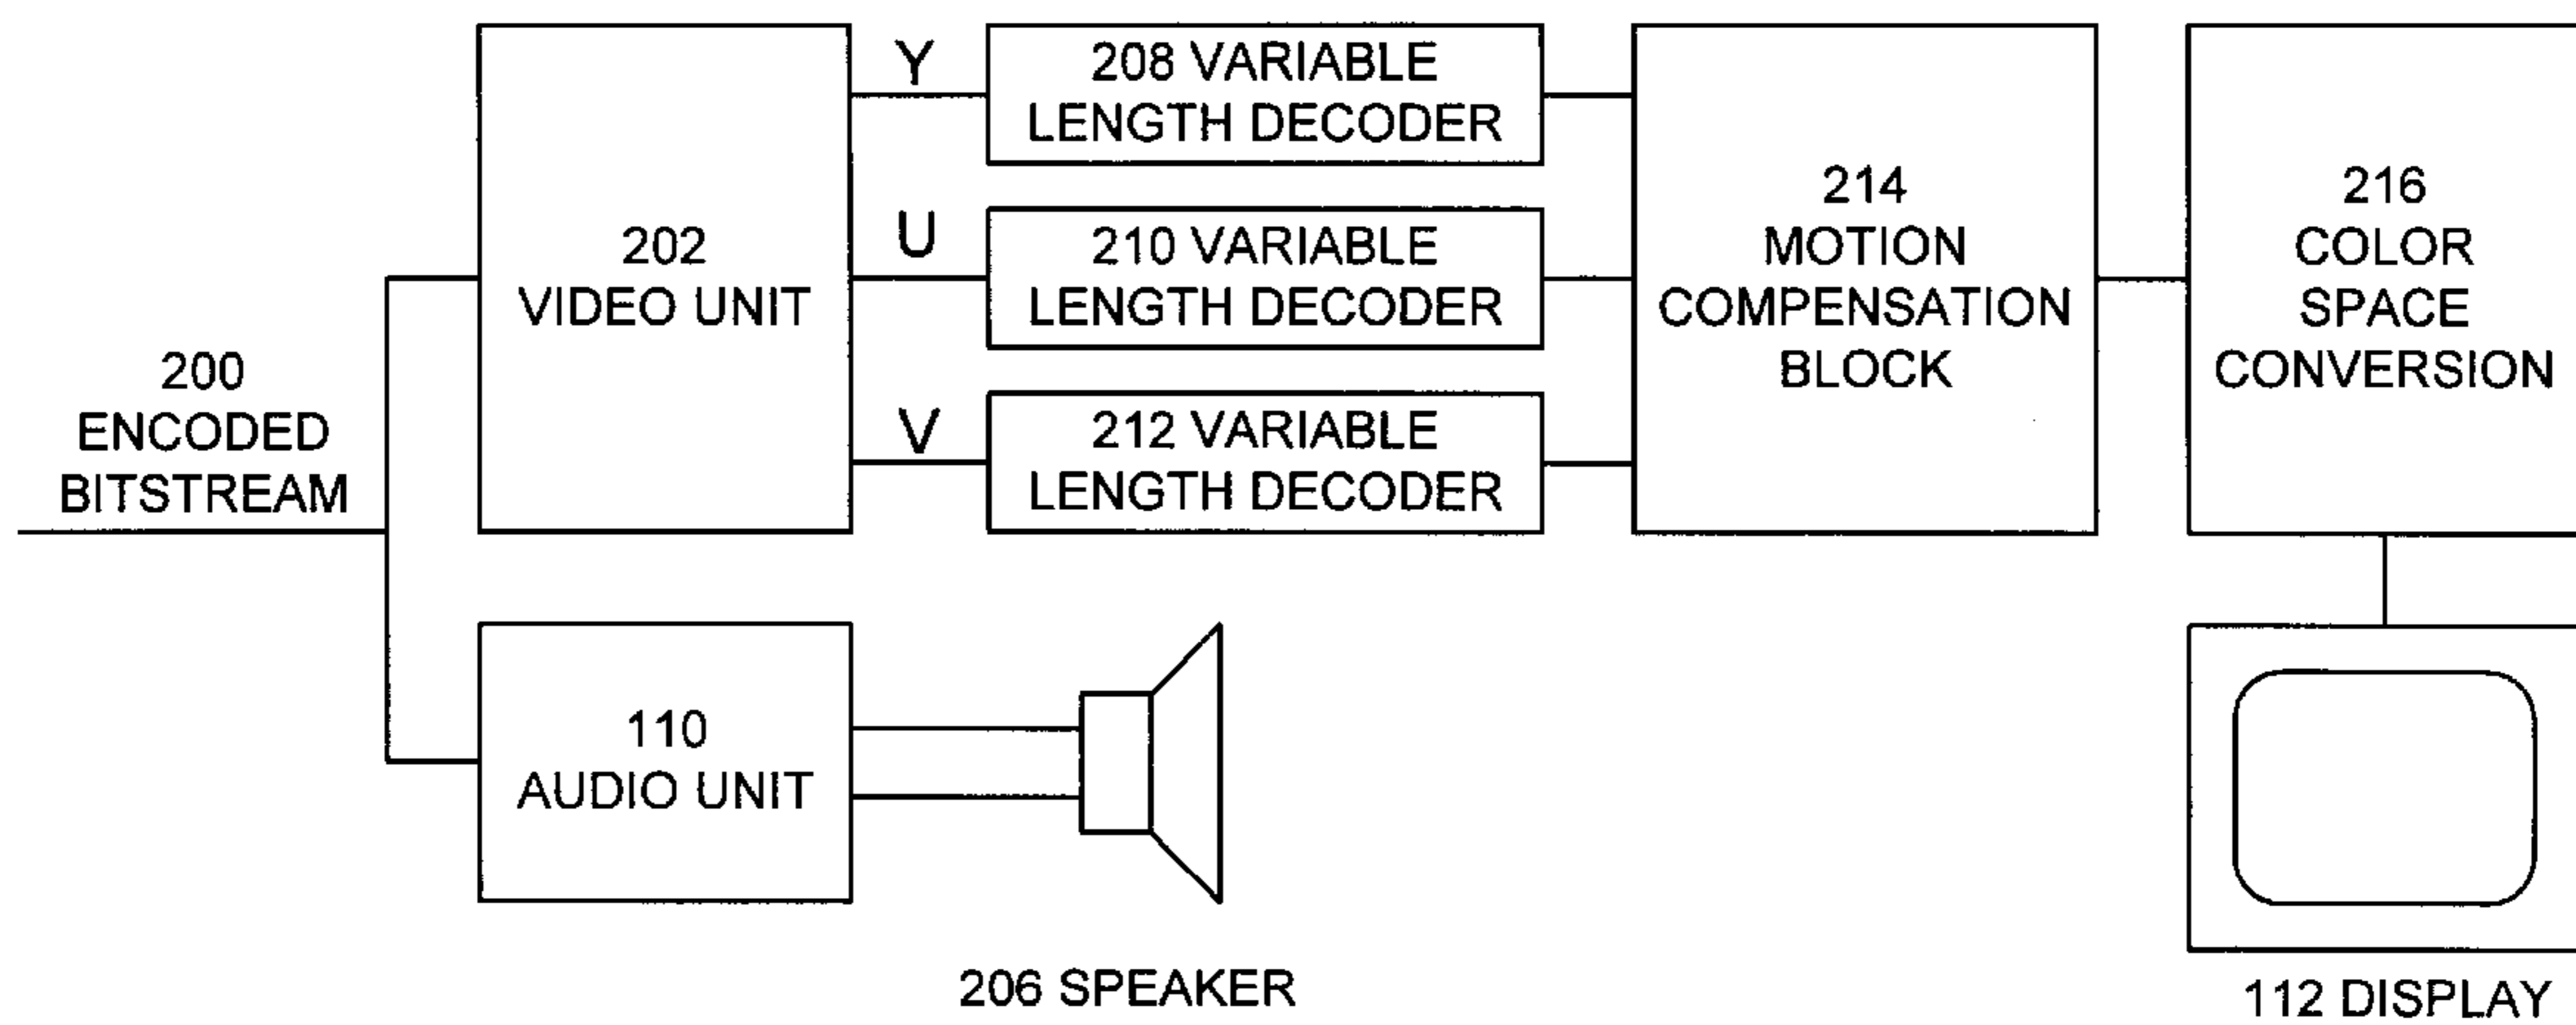 200
ENCODED
BITSTREAM
202
VIDEO UNIT
Y
U
V
208 VARIABLE
LENGTH DECODER
210 VARIABLE
LENGTH DECODER
212 VARIABLE
LENGTH DECODER
214
MOTION
COMPENSATION
BLOCK
216
COLOR
SPACE
CONVERSION
110
AUDIO UNIT
206 SPEAKER
112 DISPLAY